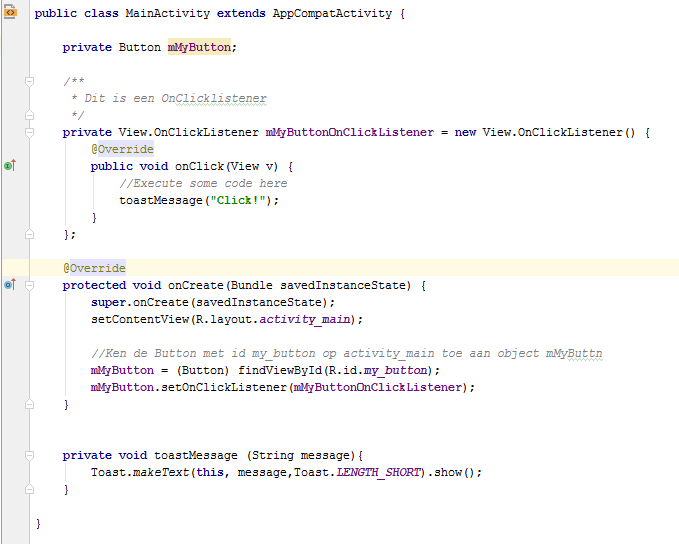 public class MainActivity extends AppCompatActivity {
private Button mMyButton;
/**
* Dit is een OnClicklistener
*/
private View.OnClickListener mMyButtonOnClickListener = new View.OnClickListener() {
@Override
public void onClick(View v) {
//Execute some code here
toastMessage("Click!");
}
};
@Override
protected void onCreate(Bundle savedInstanceState) {
super.onCreate(savedInstanceState);
setContentView(R.layout.activity_main);
//Ken de Button met id my_button op activity_main toe aan object mMyButtn
mMyButton = (Button) findViewById(R.id.my_button);
mMyButton.setOnClickListener(mMyButtonOnClickListener);
}
private void toastMessage (String message){
Toast.makeText(this, message,Toast.LENGTH_SHORT).show();
}
}